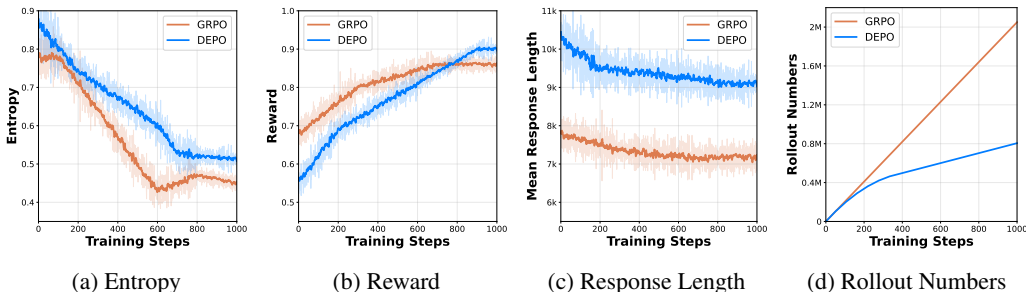 0.9
0.8
0.7
0.6
0.5
0.4
Entropy
GRPO
DEPO
0 200 400 600 800 1000
Training Steps
(a) Entropy
1.0
0.9
0.8
0.7
0.6
0.5
Reward
GRPO
DEPO
0 200 400 600 800 1000
Training Steps
(b) Reward
11k
10k
9k
8k
7k
6k
Mean Response Length
GRPO
DEPO
0 200 400 600 800 1000
Training Steps
(c) Response Length
2M
1.6M
1.2M
0.8M
0.4M
0
Rollout Numbers
GRPO
DEPO
0 200 400 600 800 1000
Training Steps
(d) Rollout Numbers